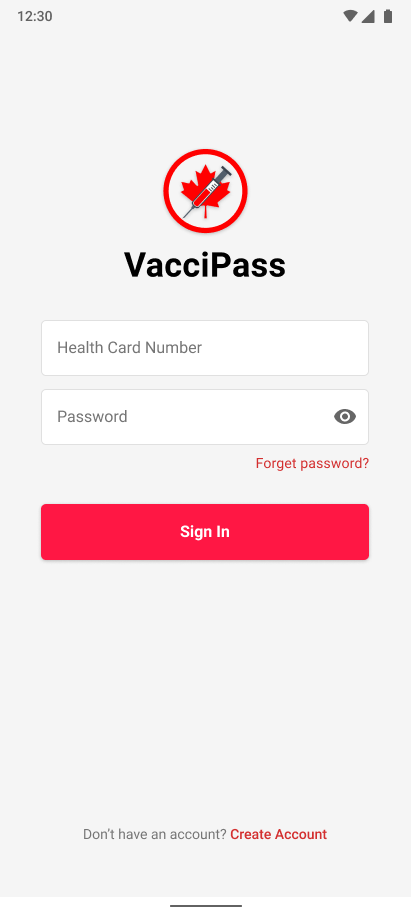 12:30
VacciPass
Health Card Number
Password
Forget password?
Sign In
Don't have an account? Create Account